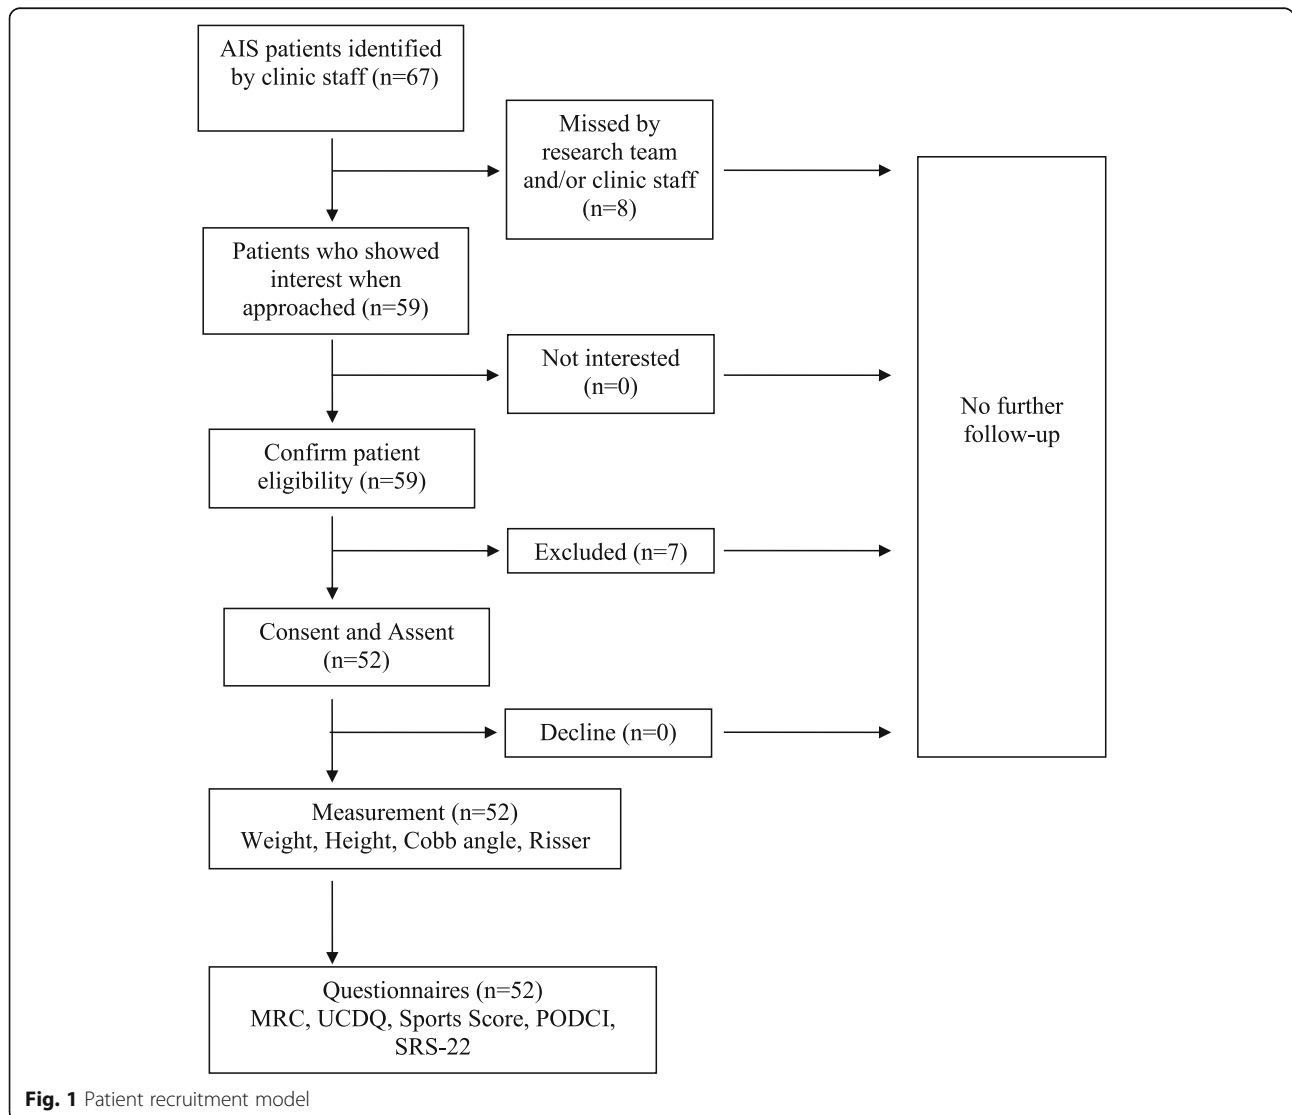 AIS patients identified
by clinic staff (n=67)
Missed by
research team
and/or clinic staff
(n=8)
Patients who showed
interest when
approached (n=59)
Not interested
(n=0)
No further
follow-up
Confirm patient
eligibility (n=59)
Excluded (n=7)
Consent and Assent
(n=52)
Decline (n=0)
Measurement (n=52)
Weight, Height, Cobb angle, Risser
Questionnaires (n=52)
MRC, UCDQ, Sports Score, PODCI,
SRS-22
Fig. 1 Patient recruitment model